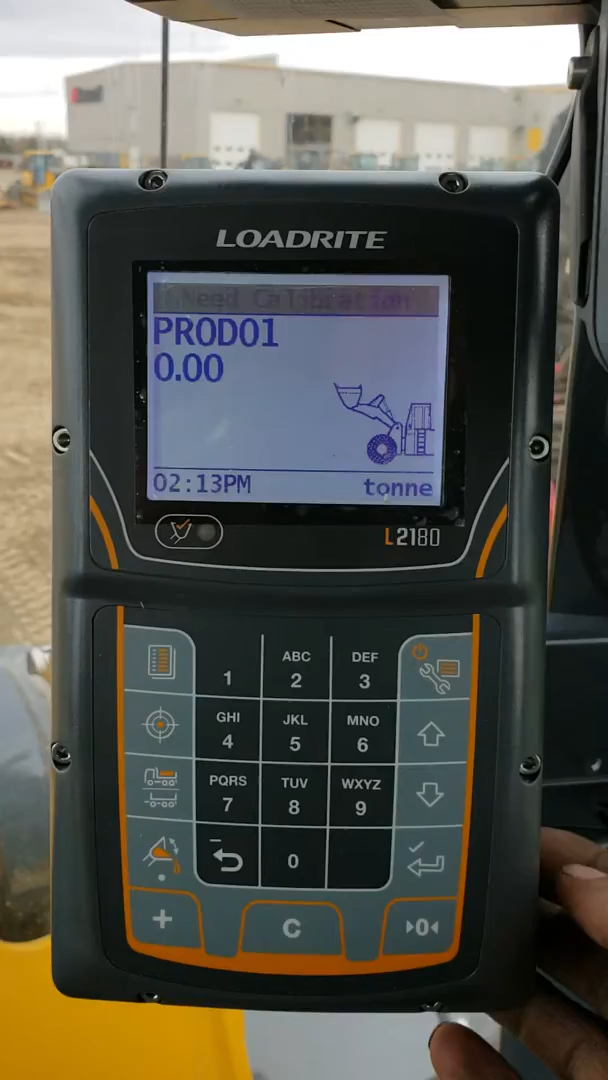 LOADRITE
Need Calibration
PROD01
0.00
02:13PM tonne
L2180
1 ABC 2 DEF 3
GHI 4 JKL 5 MNO 6
PQRS 7 TUV 8 WXYZ 9
0
+ C 0